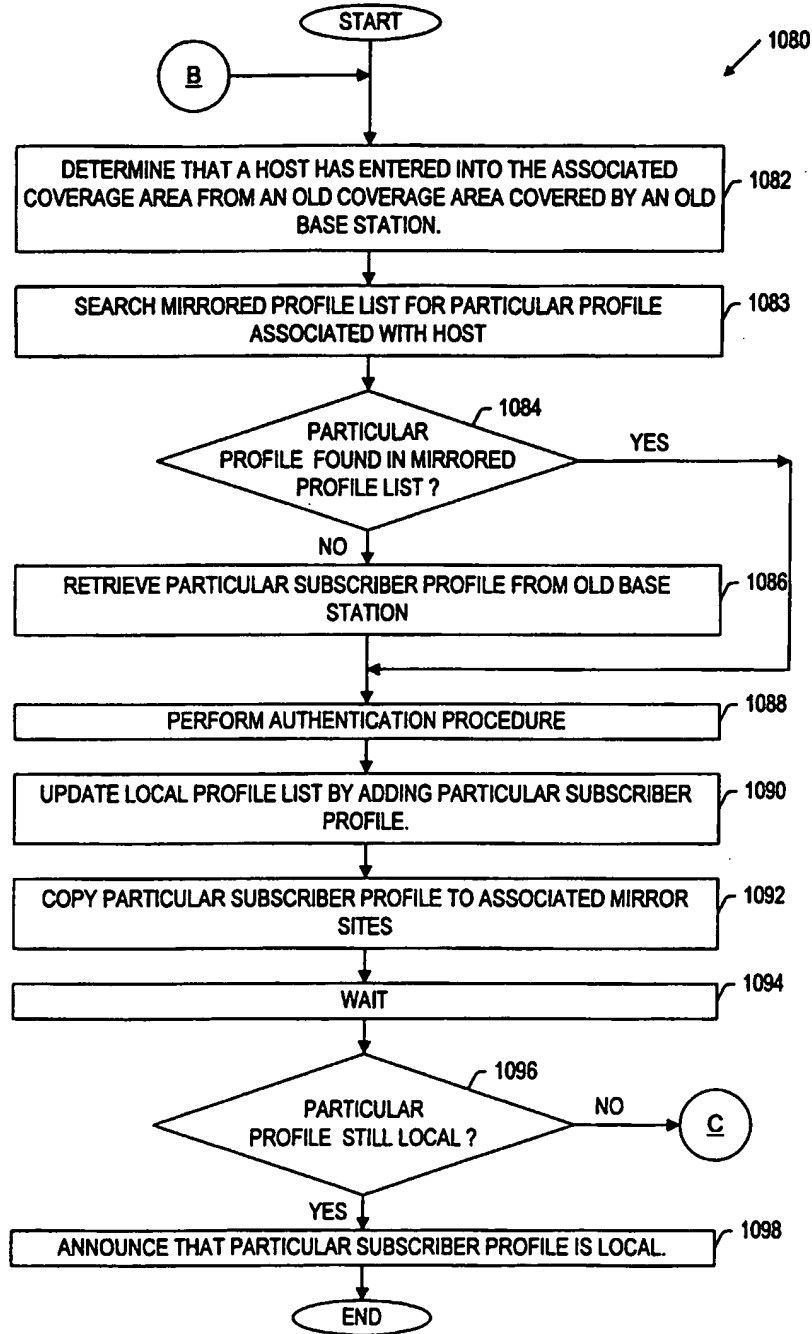 START
1080
B
DETERMINE THAT A HOST HAS ENTERED INTO THE ASSOCIATED
COVERAGE AREA FROM AN OLD COVERAGE AREA COVERED BY AN OLD
BASE STATION.
1082
SEARCH MIRRORED PROFILE LIST FOR PARTICULAR PROFILE
ASSOCIATED WITH HOST
1083
1084
PARTICULAR
PROFILE FOUND IN MIRRORED
PROFILE LIST ?
YES
NO
RETRIEVE PARTICULAR SUBSCRIBER PROFILE FROM OLD BASE
STATION
1086
PERFORM AUTHENTICATION PROCEDURE
1088
UPDATE LOCAL PROFILE LIST BY ADDING PARTICULAR SUBSCRIBER
PROFILE.
1090
COPY PARTICULAR SUBSCRIBER PROFILE TO ASSOCIATED MIRROR
SITES
1092
WAIT
1094
1096
PARTICULAR
PROFILE STILL LOCAL ?
NO
C
YES
ANNOUNCE THAT PARTICULAR SUBSCRIBER PROFILE IS LOCAL.
1098
END